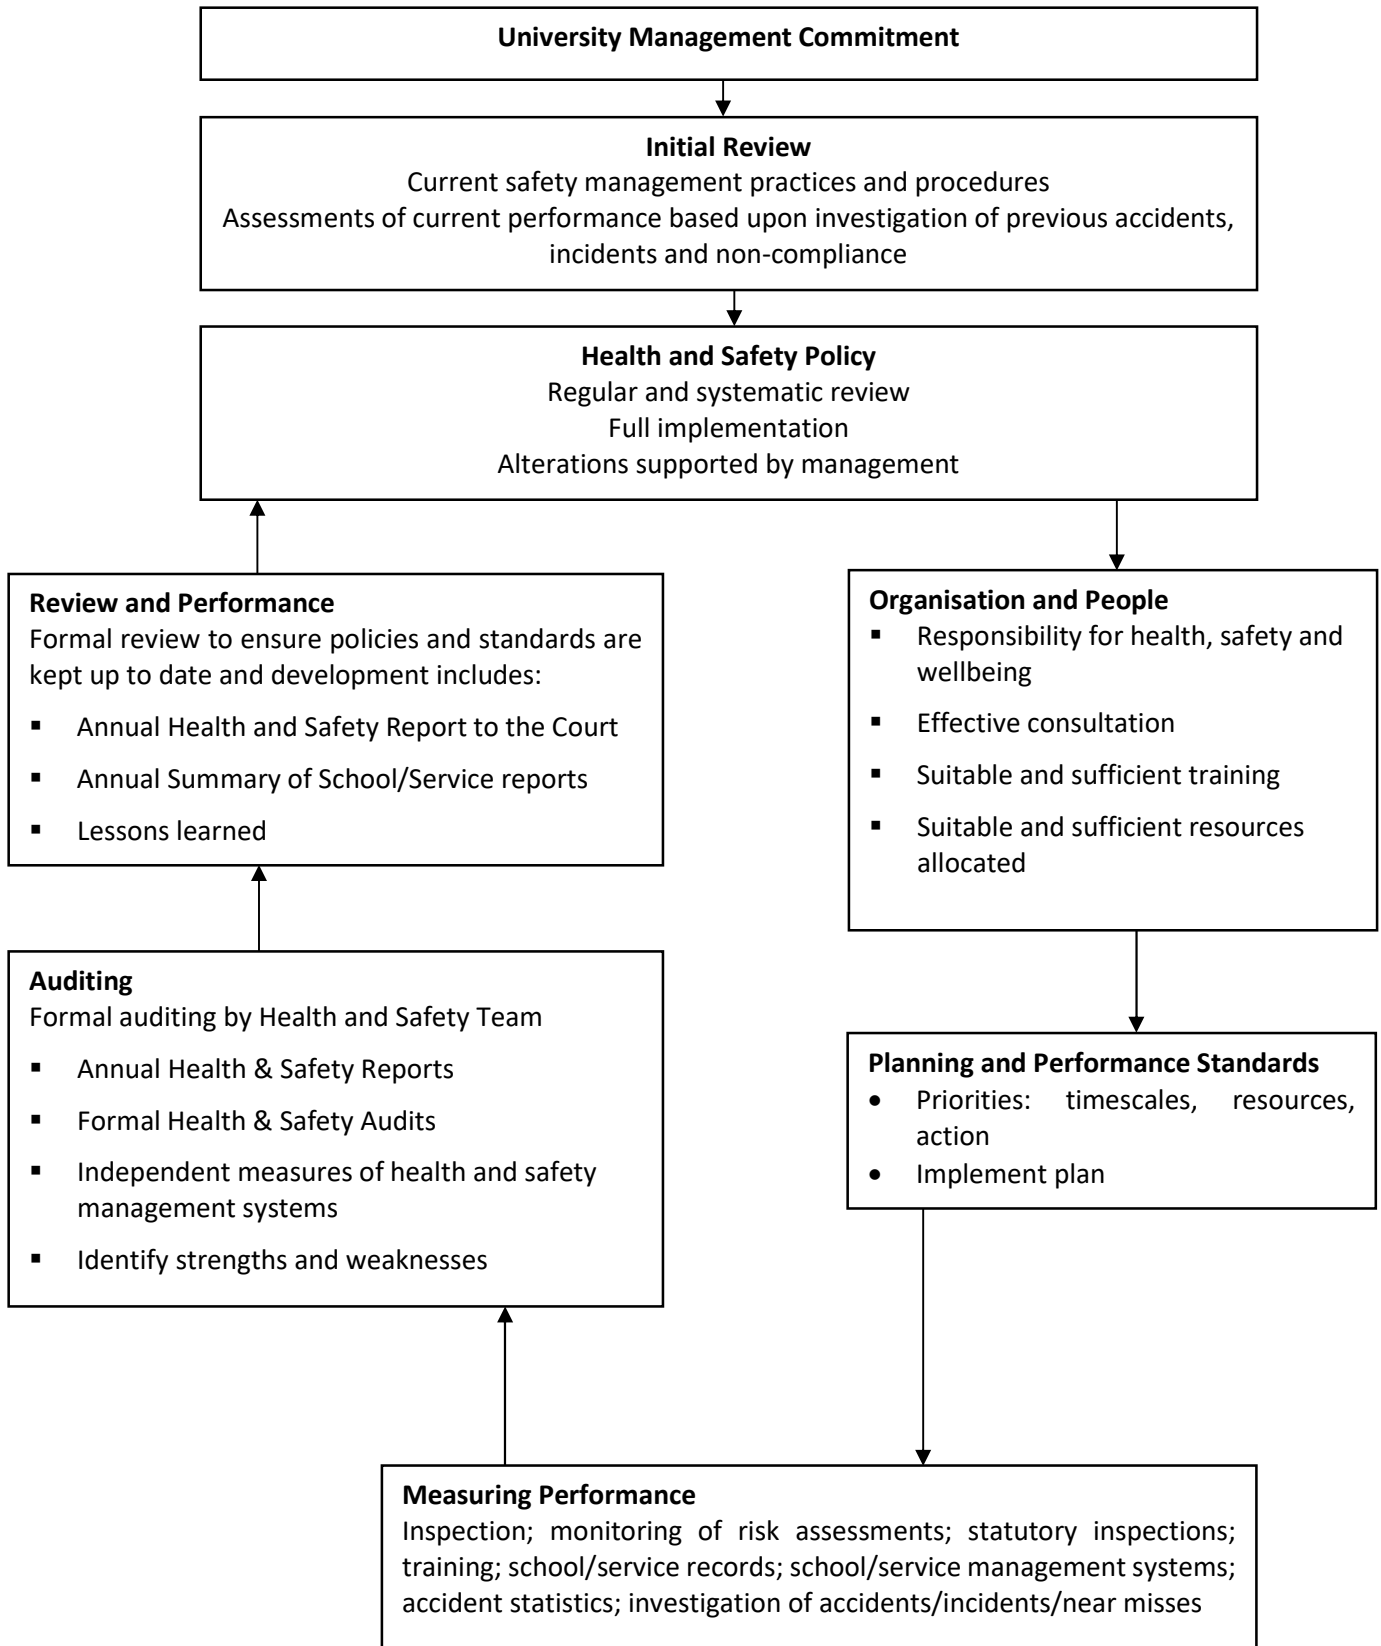 University Management Commitment
Initial Review
Current safety management practices and procedures
Assessments of current performance based upon investigation of previous accidents,
incidents and non-compliance
Health and Safety Policy
Regular and systematic review
Full implementation
Alterations supported by management
Review and Performance
Formal review to ensure policies and standards are
kept up to date and development includes:
▪ Annual Health and Safety Report to the Court
▪ Annual Summary of School/Service reports
▪ Lessons learned
Organisation and People
▪ Responsibility for health, safety and
wellbeing
▪ Effective consultation
▪ Suitable and sufficient training
▪ Suitable and sufficient resources
allocated
Auditing
Formal auditing by Health and Safety Team
▪ Annual Health & Safety Reports
▪ Formal Health & Safety Audits
▪ Independent measures of health and safety
management systems
▪ Identify strengths and weaknesses
Planning and Performance Standards
• Priorities: timescales, resources,
action
• Implement plan
Measuring Performance
Inspection; monitoring of risk assessments; statutory inspections;
training; school/service records; school/service management systems;
accident statistics; investigation of accidents/incidents/near misses